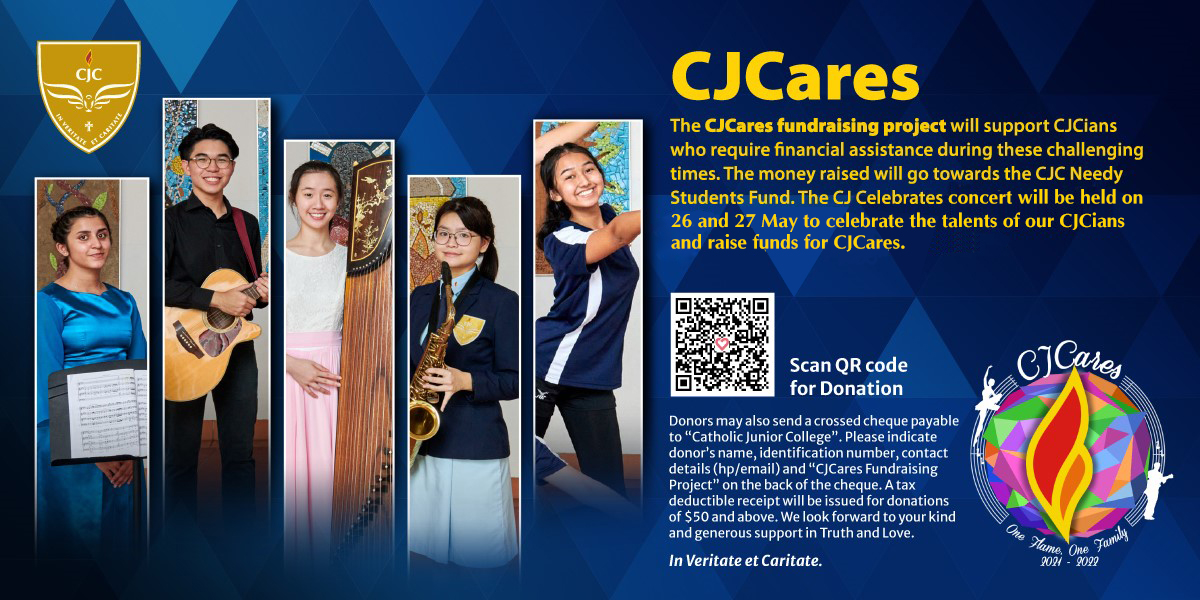 CJC
IN VERITATE ET CARITATE
CJCares
The CJCares fundraising project will support CJCians
who require financial assistance during these challenging
times. The money raised will go towards the CJC Needy
Students Fund. The CJ Celebrates concert will be held on
26 and 27 May to celebrate the talents of our CJCians
and raise funds for CJCares.
Scan QR code
for Donation
Donors may also send a crossed cheque payable
to “Catholic Junior College”. Please indicate
donor’s name, identification number, contact
details (hp/email) and “CJCares Fundraising
Project” on the back of the cheque. A tax
deductible receipt will be issued for donations
of $50 and above. We look forward to your kind
and generous support in Truth and Love.
In Veritate et Caritate.
CJCares
One Flame, One Family
2021 - 2022